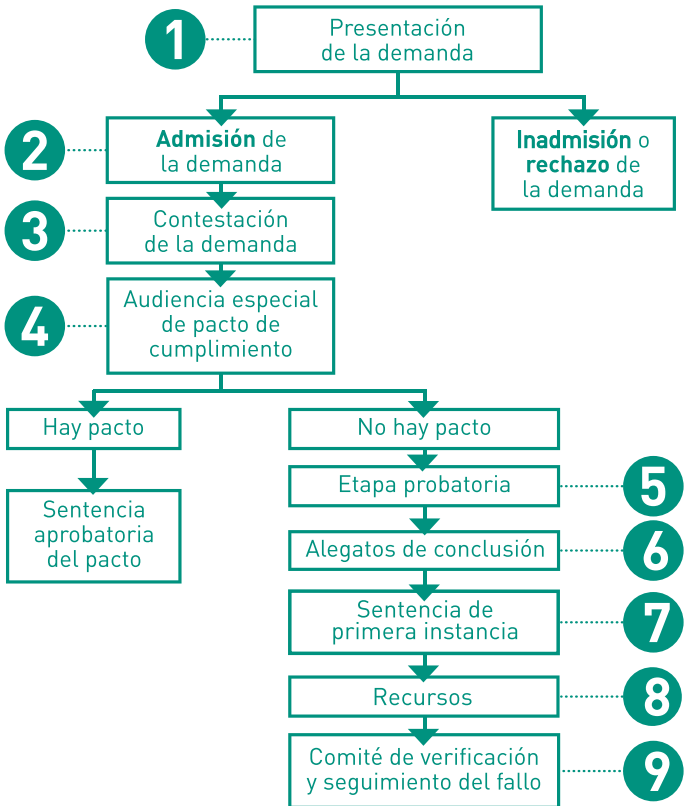 1
Presentación
de la demanda
2
Admisión de
la demanda
Inadmisión o
rechazo de
la demanda
3
Contestación
de la demanda
4
Audiencia especial
de pacto de
cumplimiento
Hay pacto
No hay pacto
Sentencia
aprobatoria
del pacto
Etapa probatoria
5
Alegatos de conclusión
6
Sentencia de
primera instancia
7
Recursos
8
Comité de verificación
y seguimiento del fallo
9